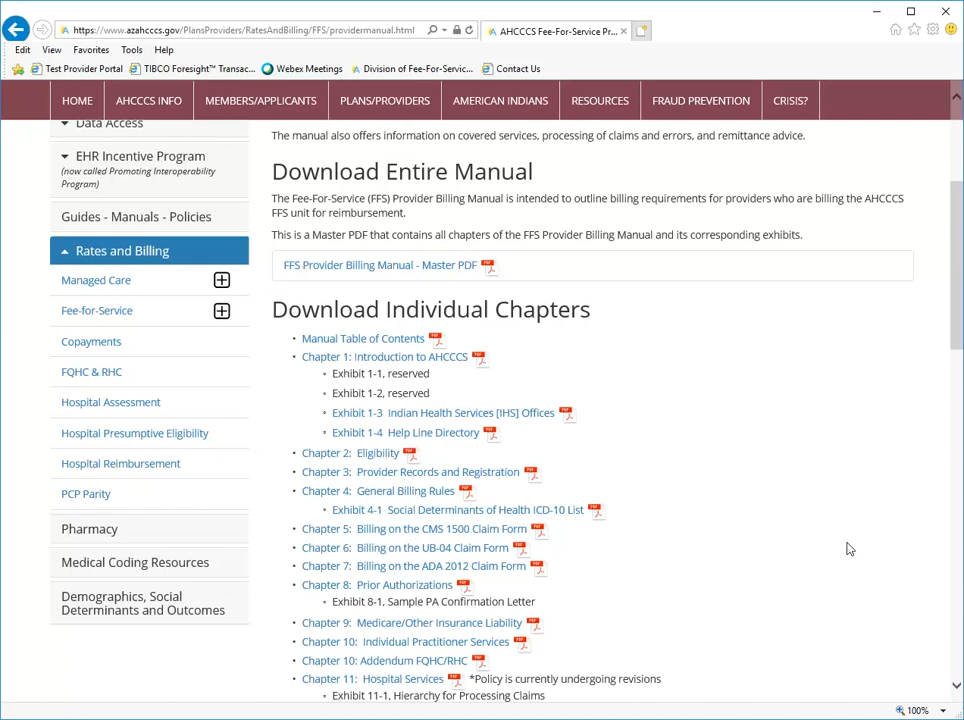 https://www.azahcccs.gov/PlansProviders/RatesAndBilling/FFS/providermanual.html
AHCCCS Fee-For-Service Pr...
Edit View Favorites Tools Help
Test Provider Portal TIBCO Foresight™ Transac... Webex Meetings Division of Fee-For-Servic... Contact Us
HOME AHCCCS INFO MEMBERS/APPLICANTS PLANS/PROVIDERS AMERICAN INDIANS RESOURCES FRAUD PREVENTION CRISIS?
Data Access
EHR Incentive Program
(now called Promoting Interoperability
Program)
Guides - Manuals - Policies
Rates and Billing
Managed Care
Fee-for-Service
Copayments
FQHC & RHC
Hospital Assessment
Hospital Presumptive Eligibility
Hospital Reimbursement
PCP Parity
Pharmacy
Medical Coding Resources
Demographics, Social
Determinants and Outcomes
The manual also offers information on covered services, processing of claims and errors, and remittance advice.
Download Entire Manual
The Fee-For-Service (FFS) Provider Billing Manual is intended to outline billing requirements for providers who are billing the AHCCCS
FFS unit for reimbursement.
This is a Master PDF that contains all chapters of the FFS Provider Billing Manual and its corresponding exhibits.
FFS Provider Billing Manual - Master PDF
Download Individual Chapters
Manual Table of Contents
Chapter 1: Introduction to AHCCCS
Exhibit 1-1, reserved
Exhibit 1-2, reserved
Exhibit 1-3 Indian Health Services [IHS] Offices
Exhibit 1-4 Help Line Directory
Chapter 2: Eligibility
Chapter 3: Provider Records and Registration
Chapter 4: General Billing Rules
Exhibit 4-1 Social Determinants of Health ICD-10 List
Chapter 5: Billing on the CMS 1500 Claim Form
Chapter 6: Billing on the UB-04 Claim Form
Chapter 7: Billing on the ADA 2012 Claim Form
Chapter 8: Prior Authorizations
Exhibit 8-1, Sample PA Confirmation Letter
Chapter 9: Medicare/Other Insurance Liability
Chapter 10: Individual Practitioner Services
Chapter 10: Addendum FQHC/RHC
Chapter 11: Hospital Services *Policy is currently undergoing revisions
Exhibit 11-1, Hierarchy for Processing Claims
100%